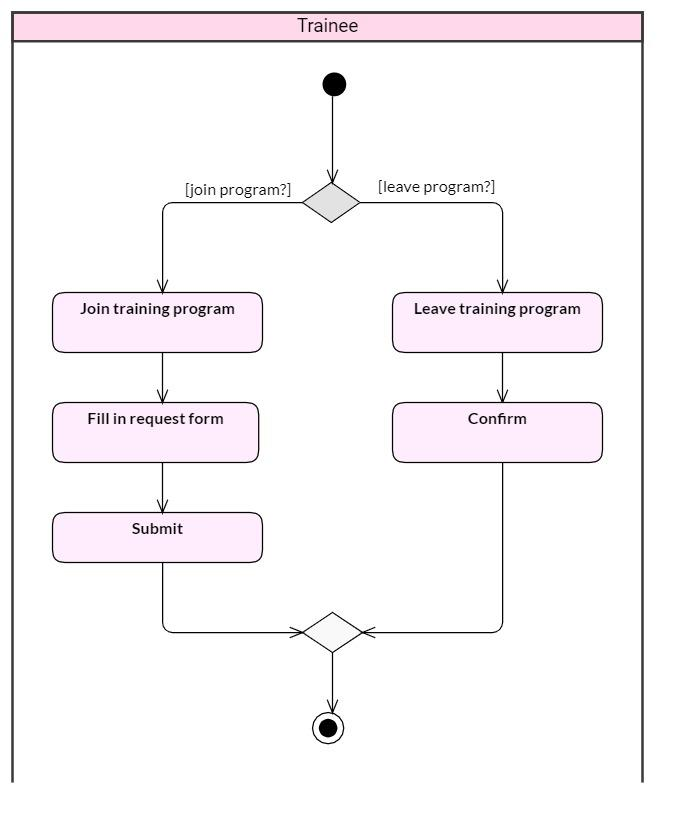 Trainee
[join program?]
[leave program?]
Join training program
Leave training program
Fill in request form
Confirm
Submit